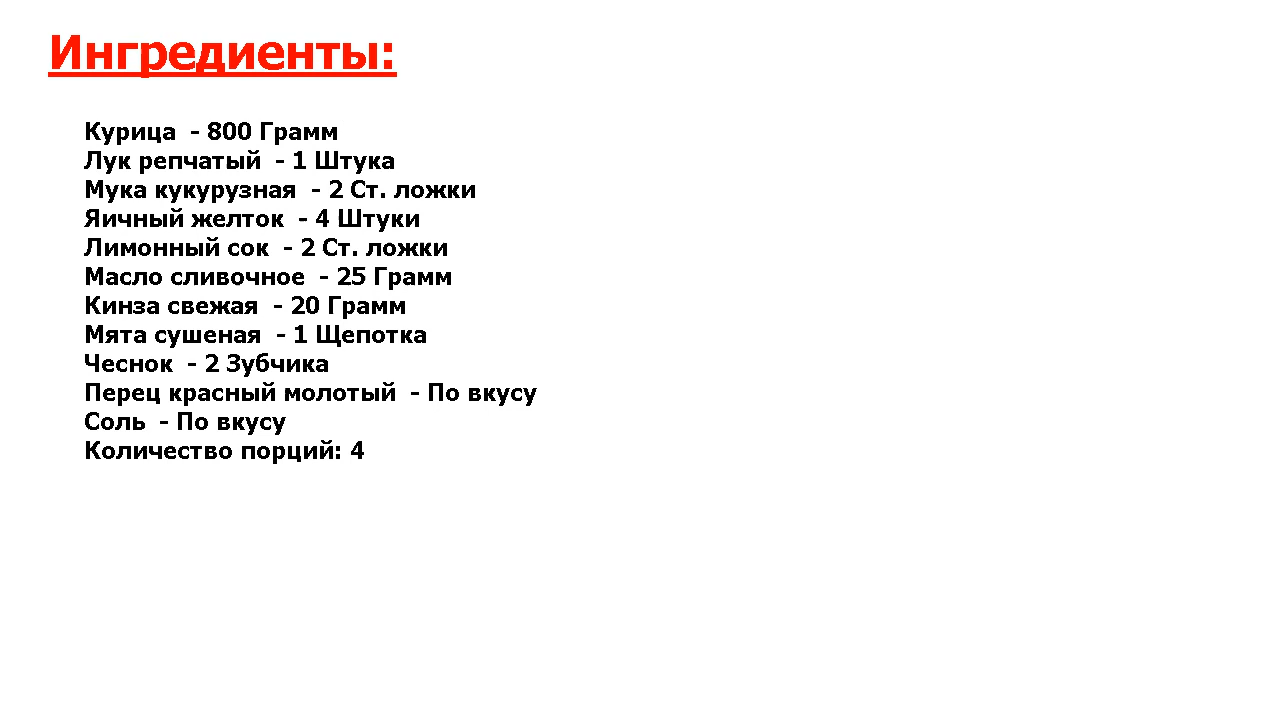 Ингредиенты:
Курица  - 800 Грамм
Лук репчатый  - 1 Штука
Мука кукурузная  - 2 Ст. ложки
Яичный желток  - 4 Штуки
Лимонный сок  - 2 Ст. ложки
Масло сливочное  - 25 Грамм
Кинза свежая  - 20 Грамм
Мята сушеная  - 1 Щепотка
Чеснок  - 2 Зубчика
Перец красный молотый  - По вкусу
Соль  - По вкусу
Количество порций: 4